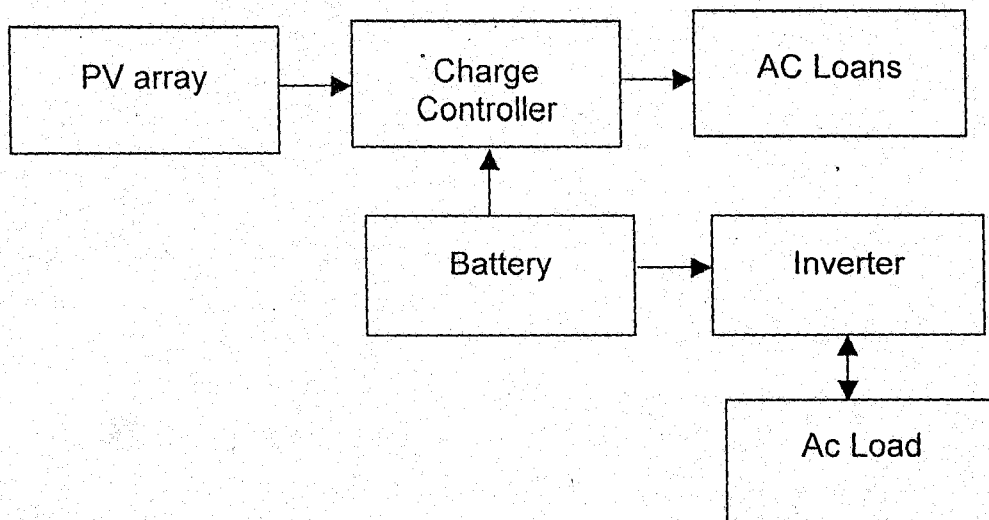 PV array
Charge
Controller
AC Loans
Battery
Inverter
Ac Load